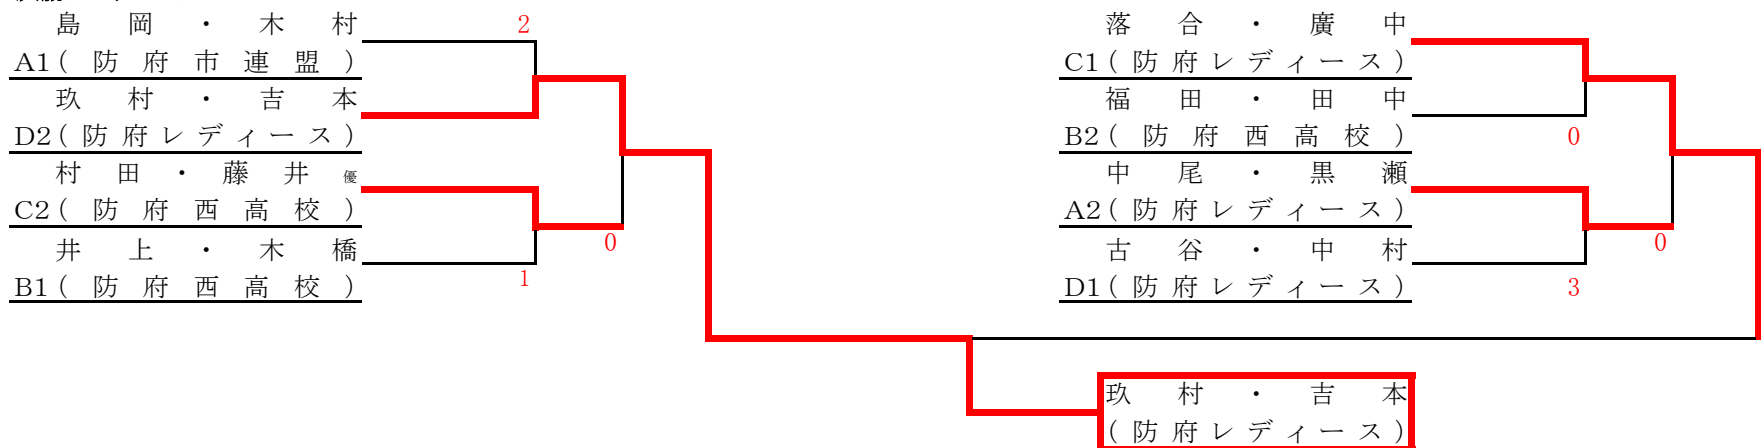 島岡・木村 2
A1(防府市連盟)
玖村・吉本
D2(防府レディース)
村田・藤井優
C2(防府西高校)
0
井上・木橋
1
B1(防府西高校)
落合・廣中
C1(防府レディース)
福田・田中
B2(防府西高校) 0
中尾・黒瀬
A2(防府レディース)
0
古谷・中村
D1(防府レディース) 3
玖村・吉本
(防府レディース)